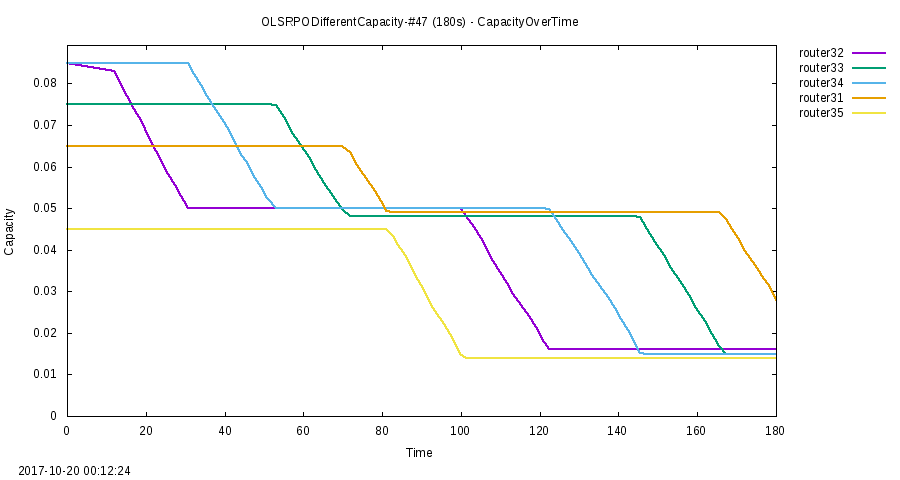 OLSRPODifferentCapacity-#47 (180s) - CapacityOverTime
router32
router33
router34
router31
router35
0.08
0.07
0.06
0.05
0.04
0.03
0.02
0.01
0
Capacity
0 20 40 60 80 100 120 140 160 180
Time
2017-10-20 00:12:24